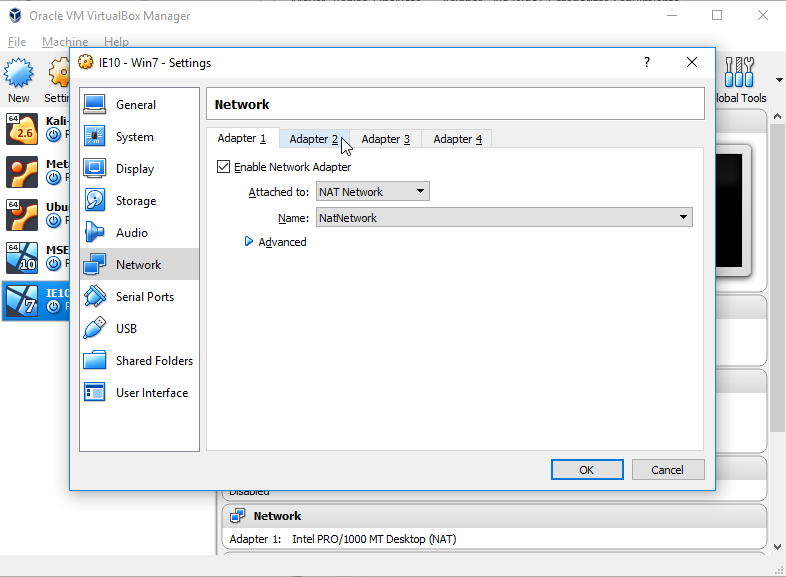 Oracle VM VirtualBox Manager
File Machine Help
New
Global Tools
64 2.6 Kali-
Met
64 Ubu
64 10 MSE
7 IE10
IE10 - Win7 - Settings ?
General
System
Display
Storage
Audio
Network
Serial Ports
USB
Shared Folders
User Interface
Network
Adapter 1 Adapter 2 Adapter 3 Adapter 4
Enable Network Adapter
Attached to: NAT Network
Name: NatNetwork
Advanced
OK Cancel
Disabled
Network
Adapter 1: Intel PRO/1000 MT Desktop (NAT)